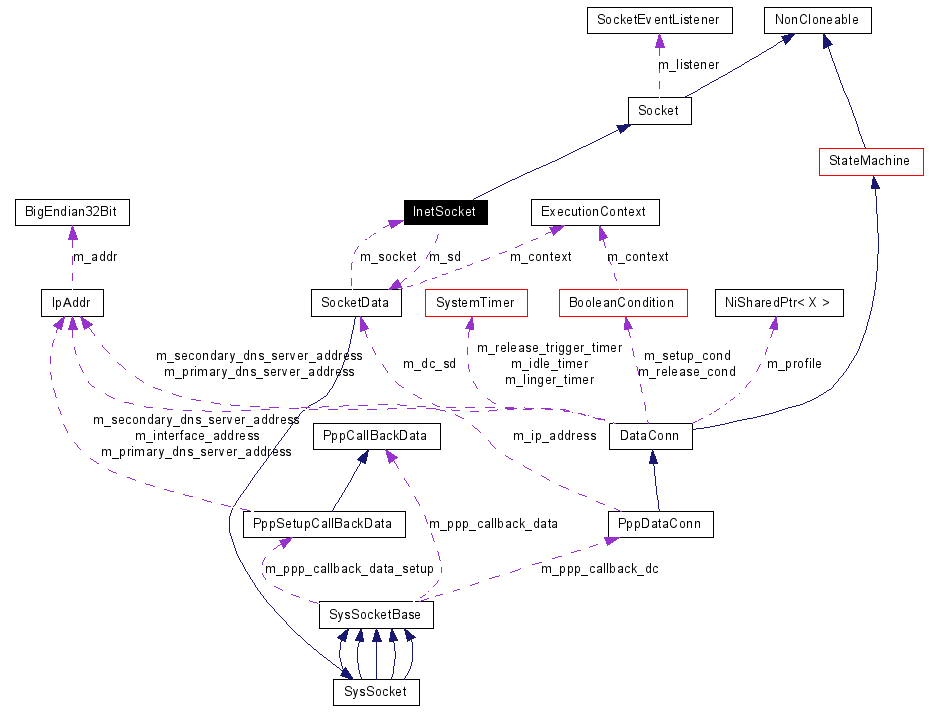 SocketEventListener
NonCloneable
m_listener
Socket
StateMachine
BigEndian32Bit
InetSocket
ExecutionContext
m_addr
m_socket
m_sd
m_context
m_context
IpAddr
SocketData
SystemTimer
BooleanCondition
NiSharedPtr< X >
m_secondary_dns_server_address
m_primary_dns_server_address
m_dc_sd
m_release_trigger_timer
m_idle_timer
m_linger_timer
m_setup_cond
m_release_cond
m_profile
m_secondary_dns_server_address
m_interface_address
m_primary_dns_server_address
PppCallBackData
m_ip_address
DataConn
PppSetupCallBackData
m_ppp_callback_data
PppDataConn
m_ppp_callback_data_setup
m_ppp_callback_dc
SysSocketBase
SysSocket